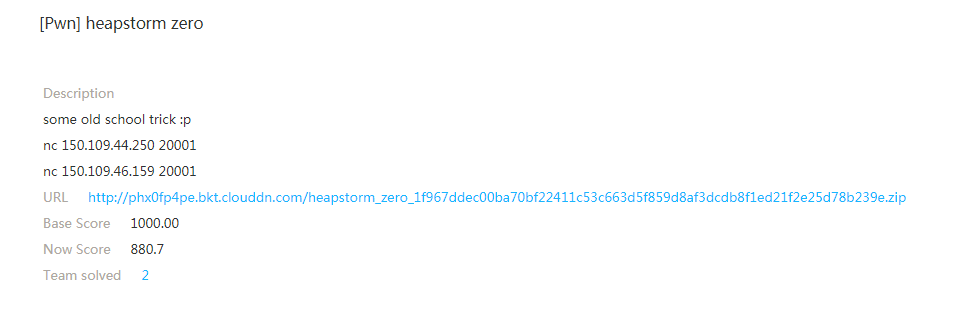 [Pwn] heapstorm zero
Description
some old school trick :p
nc 150.109.44.250 20001
nc 150.109.46.159 20001
URL http://phx0fp4pe.bkt.clouddn.com/heapstorm_zero_1f967ddec00ba70bf22411c53c663d5f859d8af3dcdb8f1ed21f2e25d78b239e.zip
Base Score 1000.00
Now Score 880.7
Team solved 2